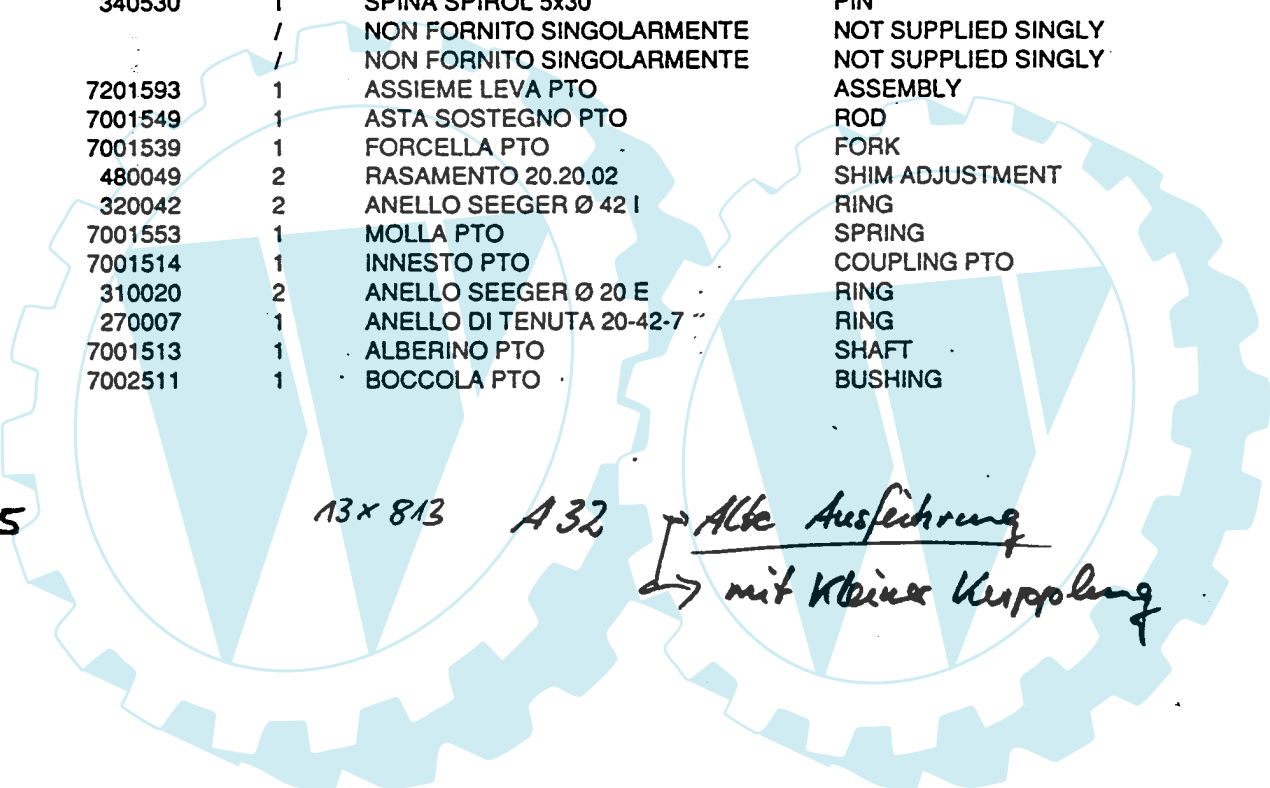 340530 1 SPINA SPIROL 5x30 PIN
/ NON FORNITO SINGOLARMENTE NOT SUPPLIED SINGLY
/ NON FORNITO SINGOLARMENTE NOT SUPPLIED SINGLY
7201593 1 ASSIEME LEVA PTO ASSEMBLY
7001549 1 ASTA SOSTEGNO PTO ROD
7001539 1 FORCELLA PTO FORK
480049 2 RASAMENTO 20.20.02 SHIM ADJUSTMENT
320042 2 ANELLO SEEGER Ø 42 I RING
7001553 1 MOLLA PTO SPRING
7001514 1 INNESTO PTO COUPLING PTO
310020 2 ANELLO SEEGER Ø 20 E RING
270007 1 ANELLO DI TENUTA 20-42-7 RING
7001513 1 ALBERINO PTO SHAFT
7002511 1 BOCCOLA PTO BUSHING
5 13x813 A32 Alte Ausführung
mit Kleiner Kupplung